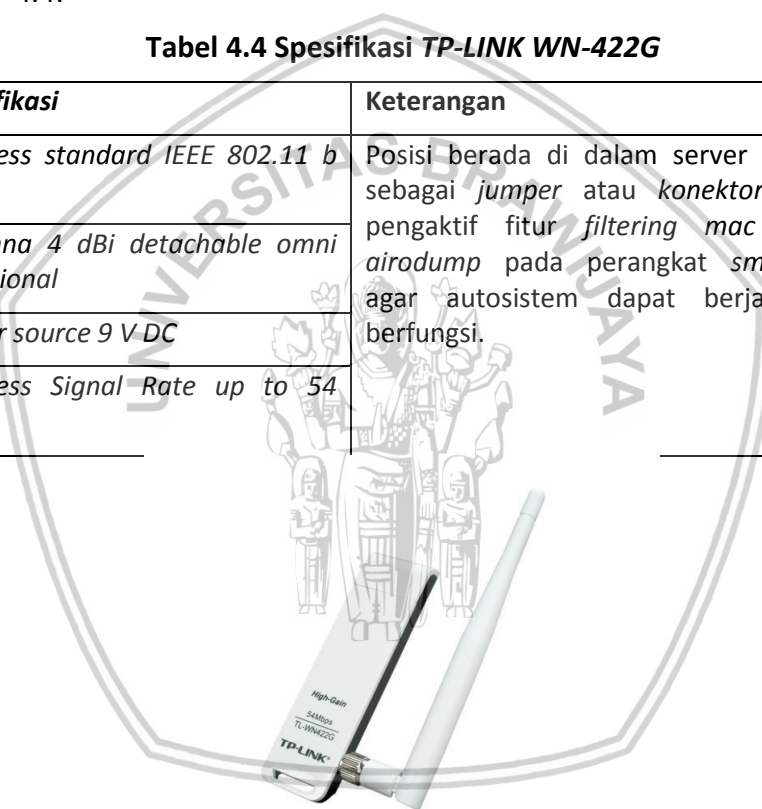 Tabel 4.4 Spesifikasi TP-LINK WN-422G
fikasi
Keterangan
ess standard IEEE 802.11 b
na 4 dBi detachable omni
ional
r source 9 V DC
ess Signal Rate up to 54
Posisi berada di dalam server
sebagai jumper atau konektor
pengaktif fitur filtering mac
airodump pada perangkat sm
agar autosistem dapat berja
berfungsi.
UNIVERSITAS BRAWIJAYA
High-Gain
54Mbps
TL-WN422G
TP-LINK